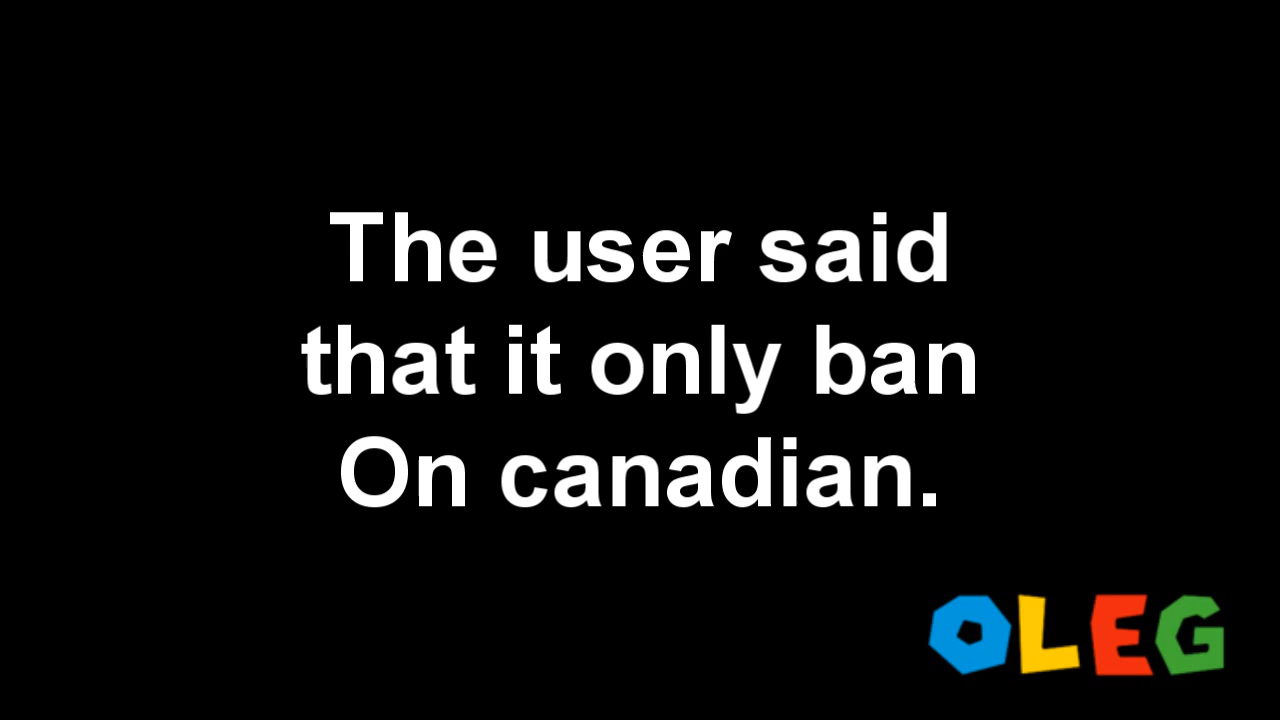 The user said
that it only ban
On canadian.
OLEG